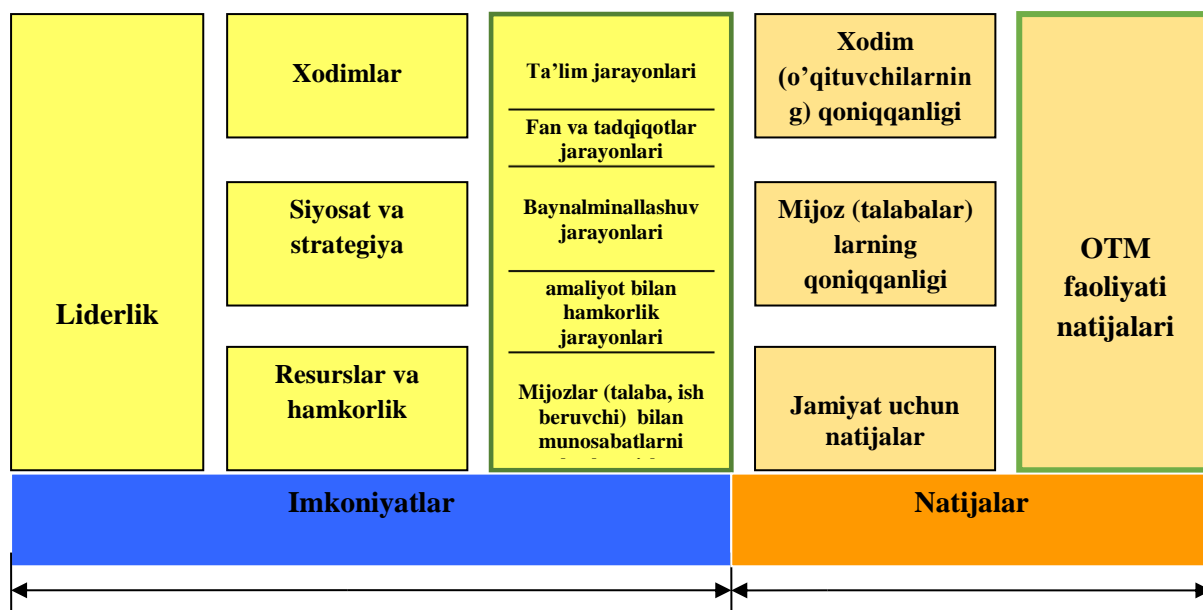 Liderlik
Xodimlar
Siyosat va
strategiya
Resurslar va
hamkorlik
Ta’lim jarayonlari
Fan va tadqiqotlar
jarayonlari
Baynalminallashuv
jarayonlari
amaliyot bilan
hamkorlik
jarayonlari
Mijozlar (talaba, ish
beruvchi) bilan
munosabatlarni
Xodim
(o’qituvchilarnin
g) qoniqqanligi
Mijoz (talabalar)
larning
qoniqqanligi
Jamiyat uchun
natijalar
OTM
faoliyati
natijalari
Imkoniyatlar
Natijalar